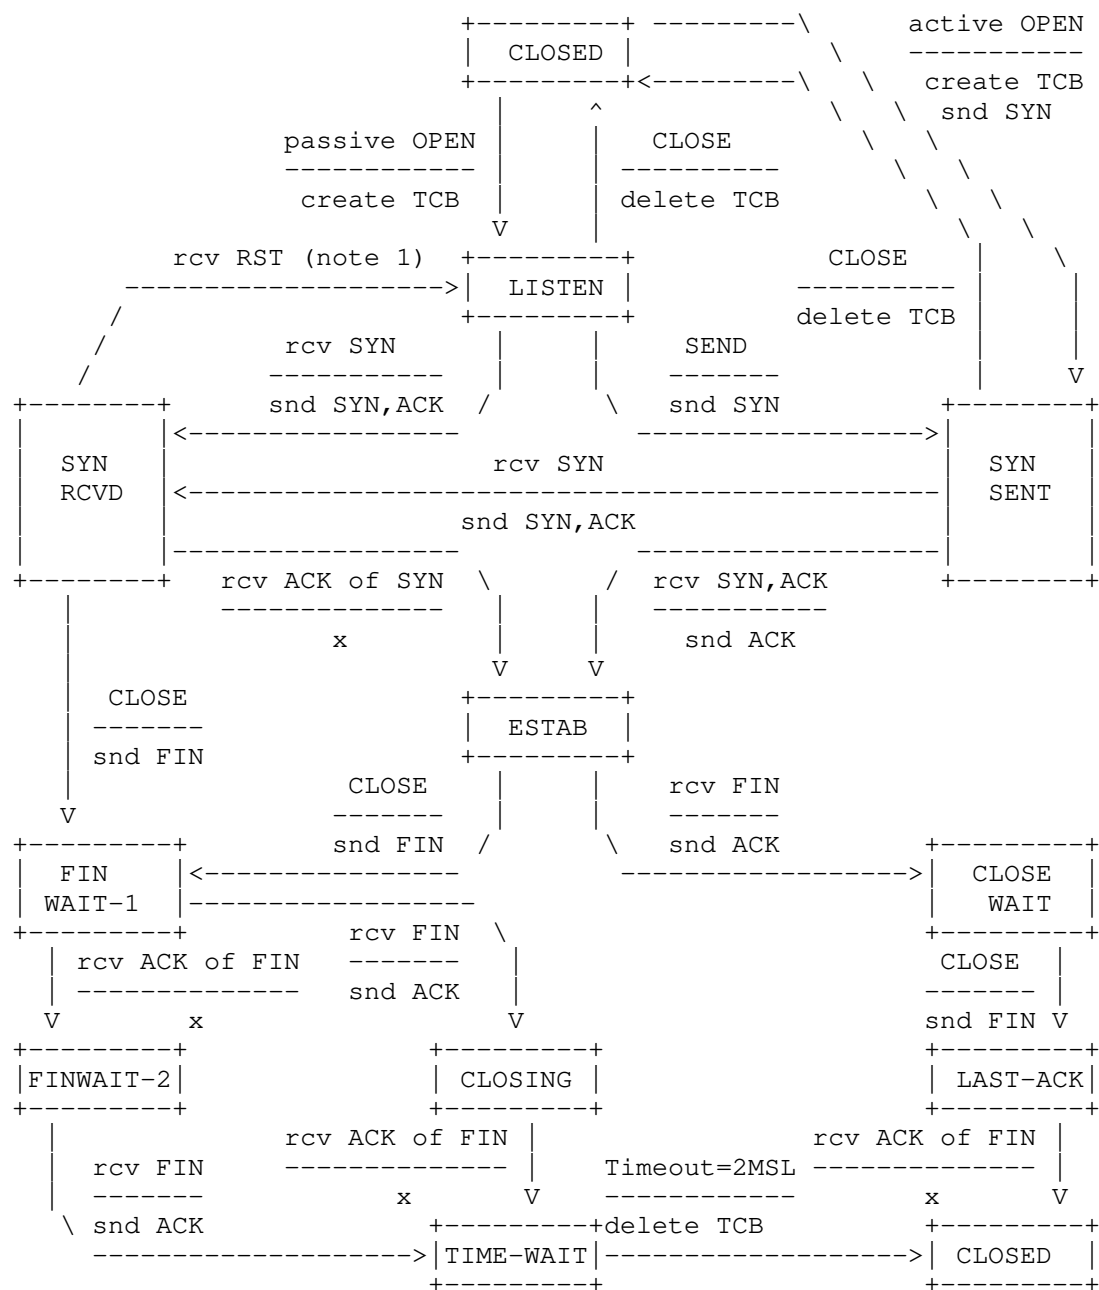 CLOSED active OPEN
create TCB
snd SYN
passive OPEN CLOSE
create TCB delete TCB
rcv RST (note 1) CLOSE
LISTEN
delete TCB
rcv SYN SEND
snd SYN,ACK snd SYN
SYN rcv SYN SYN
RCVD SENT
snd SYN,ACK
rcv ACK of SYN rcv SYN,ACK
x snd ACK
CLOSE
ESTAB
snd FIN
CLOSE rcv FIN
snd FIN snd ACK
FIN CLOSE
WAIT-1 WAIT
rcv FIN
rcv ACK of FIN CLOSE
snd ACK
x snd FIN
FINWAIT-2 CLOSING LAST-ACK
rcv ACK of FIN rcv ACK of FIN
rcv FIN Timeout=2MSL
x x
snd ACK delete TCB
TIME-WAIT CLOSED